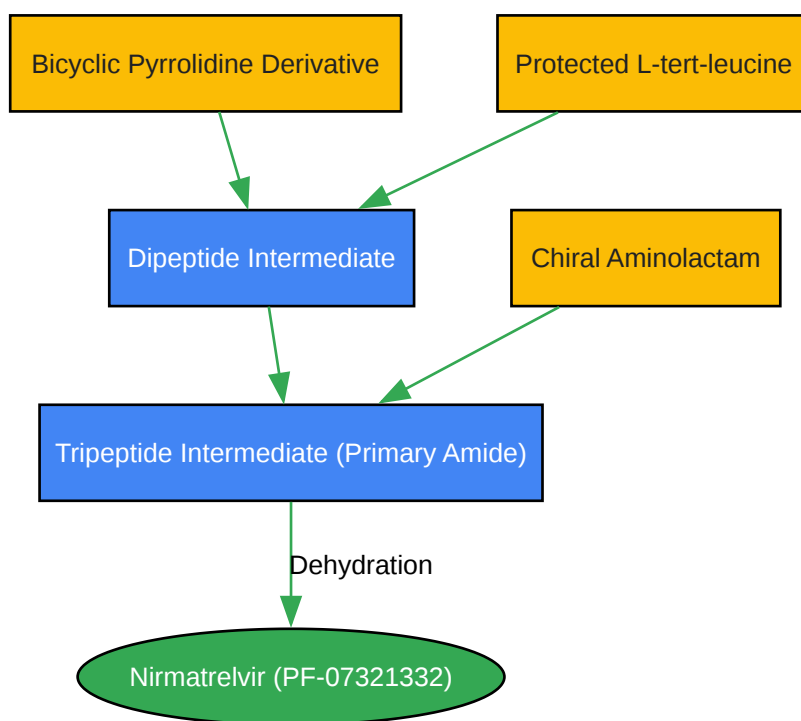 Bicyclic Pyrrolidine Derivative
Protected L-tert-leucine
Dipeptide Intermediate
Chiral Aminolactam
Tripeptide Intermediate (Primary Amide)
Dehydration
Nirmatrelvir (PF-07321332)